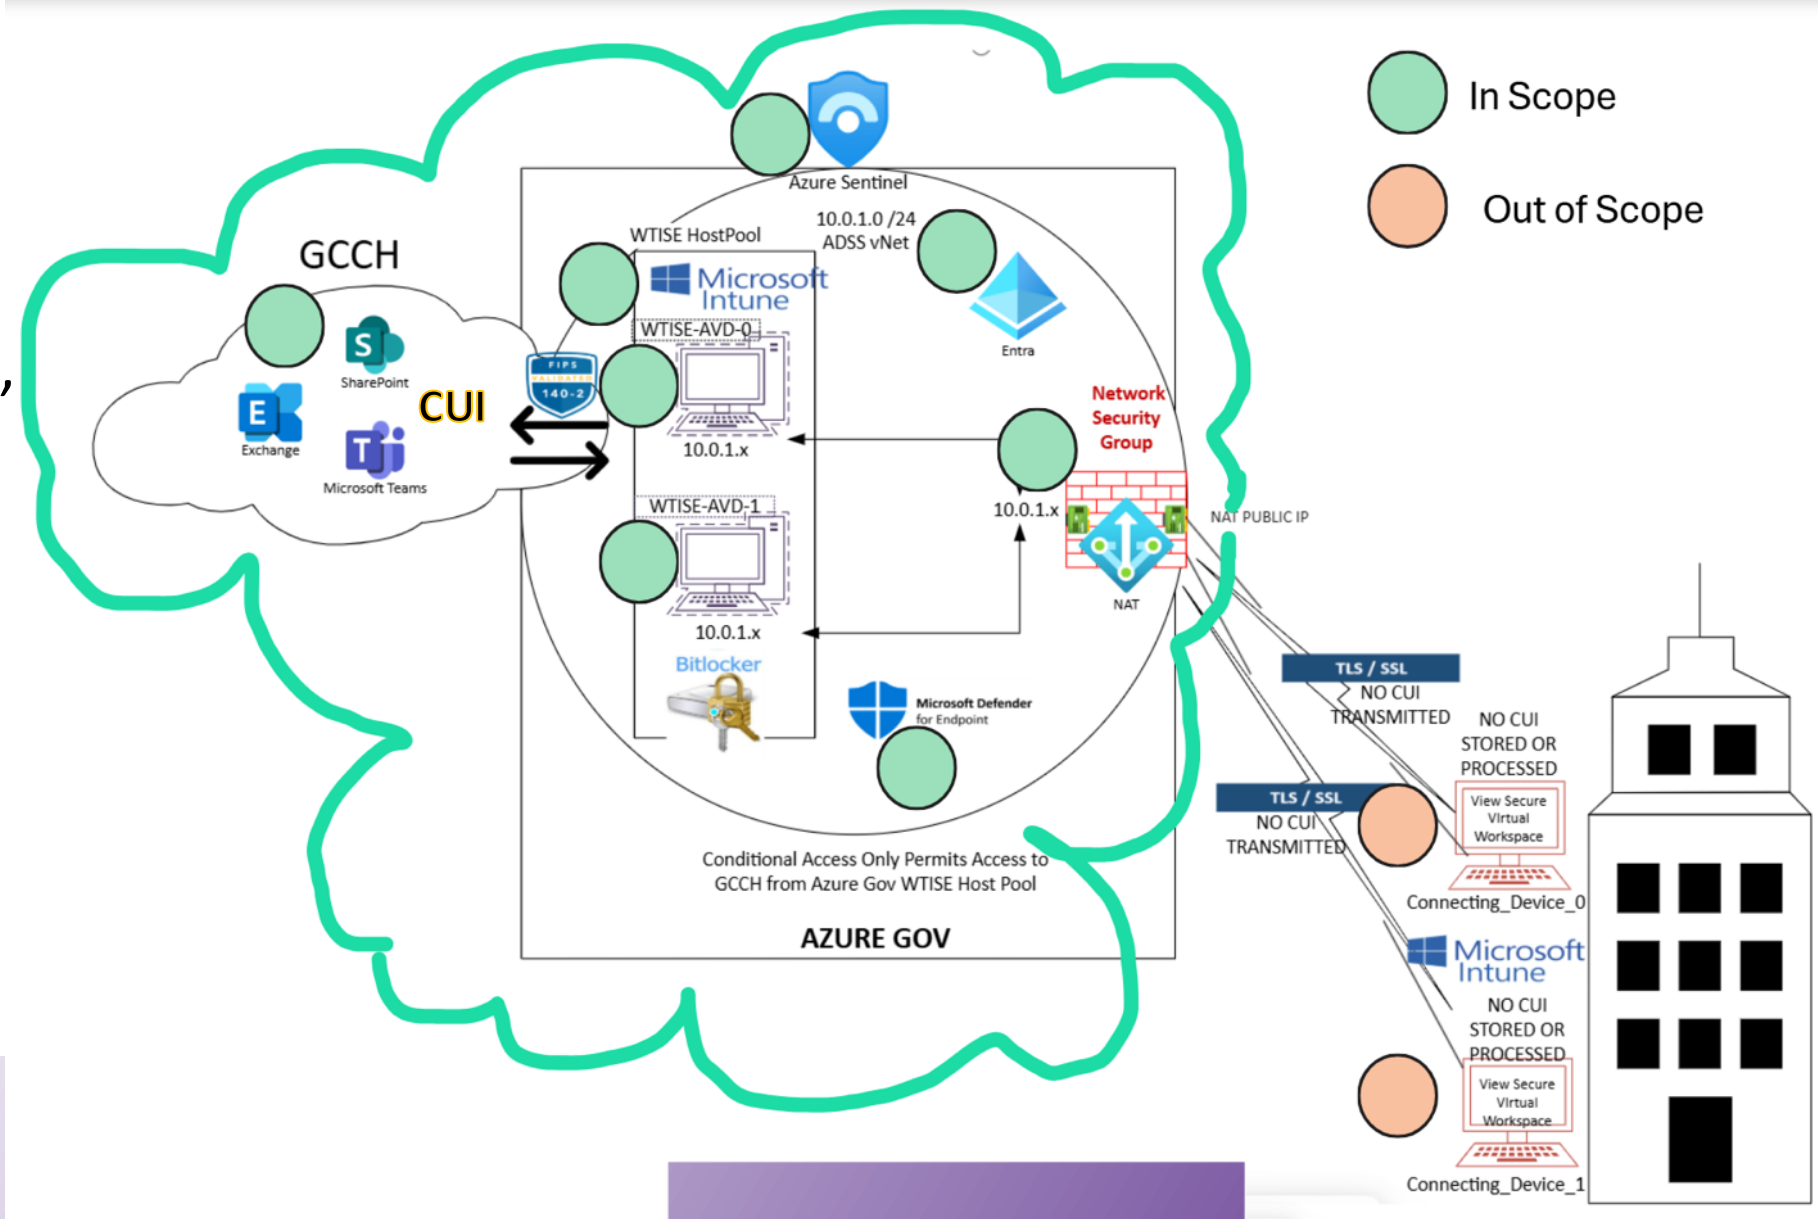 In Scope
Out of Scope
Azure Sentinel
10.0.1.0 /24
ADSS vNet
WTISE HostPool
GCCH
Microsoft
Intune
Entra
WTISE-AVD-0
SharePoint
FIPS
VALIDATED
140-2
,
CUI
Exchange
Microsoft Teams
10.0.1.x
Network
Security
Group
WTISE-AVD-1
10.0.1.x
NAT PUBLIC IP
NAT
10.0.1.x
Bitlocker
Microsoft Defender
for Endpoint
TLS / SSL
NO CUI
TRANSMITTED
NO CUI
STORED OR
PROCESSED
TLS / SSL
NO CUI
TRANSMITTED
View Secure
Virtual
Workspace
Connecting_Device_0
Conditional Access Only Permits Access to
GCCH from Azure Gov WTISE Host Pool
AZURE GOV
Microsoft
Intune
NO CUI
STORED OR
PROCESSED
View Secure
Virtual
Workspace
Connecting_Device_1